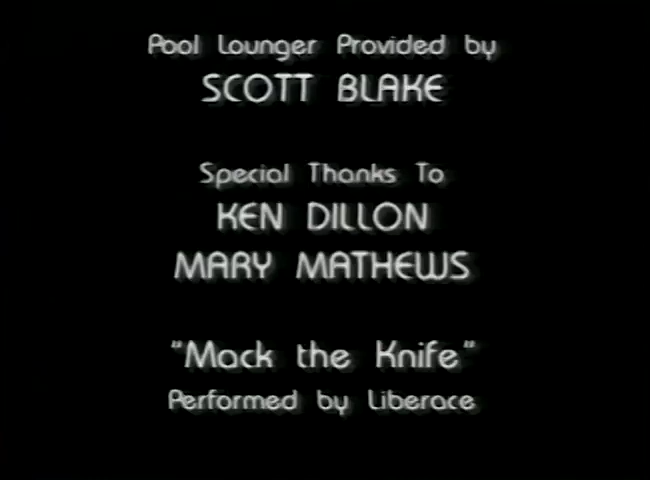 Pool Lounger Provided by
SCOTT BLAKE
Special Thanks To
KEN DILLON
MARY MATHEWS
"Mack the Knife"
Performed by Liberace